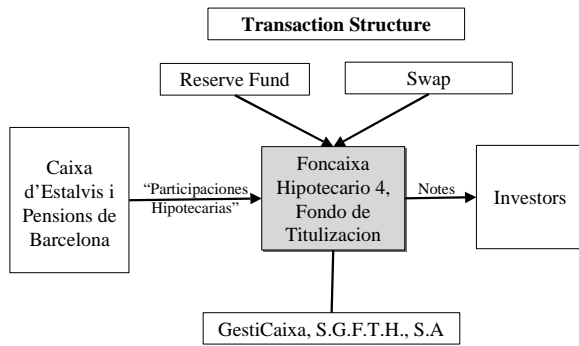 Transaction Structure
Reserve Fund
Swap
Caixa
d'Estalvis i
Pensions de
Barcelona
“Participaciones
Hipotecarias”
Foncaixa
Hipotecario 4,
Fondo de
Titulizacion
Notes
Investors
GestiCaixa, S.G.F.T.H., S.A